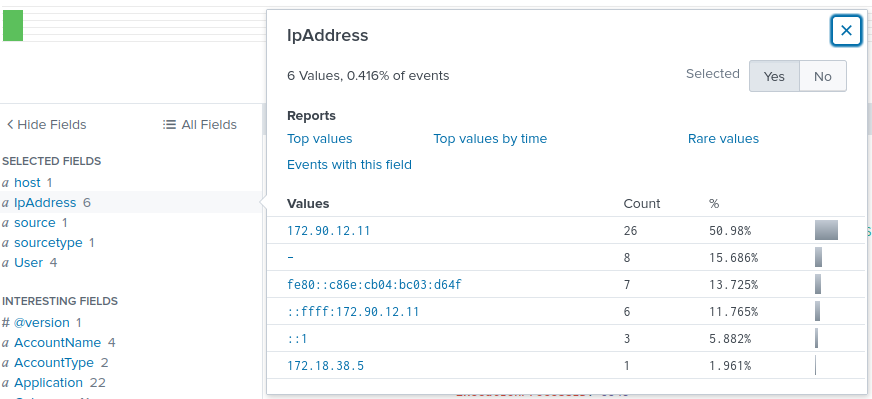 IpAddress ✕
6 Values, 0.416% of events Selected Yes No
Reports
Top values Top values by time Rare values
Events with this field
Values Count %
172.90.12.11 26 50.98%
- 8 15.686%
fe80::c86e:cb04:bc03:d64f 7 13.725%
::ffff:172.90.12.11 6 11.765%
::1 3 5.882%
172.18.38.5 1 1.961%
< Hide Fields All Fields
SELECTED FIELDS
a host 1
a IpAddress 6
a source 1
a sourcetype 1
a User 4
INTERESTING FIELDS
# @version 1
a AccountName 4
a AccountType 2
a Application 22